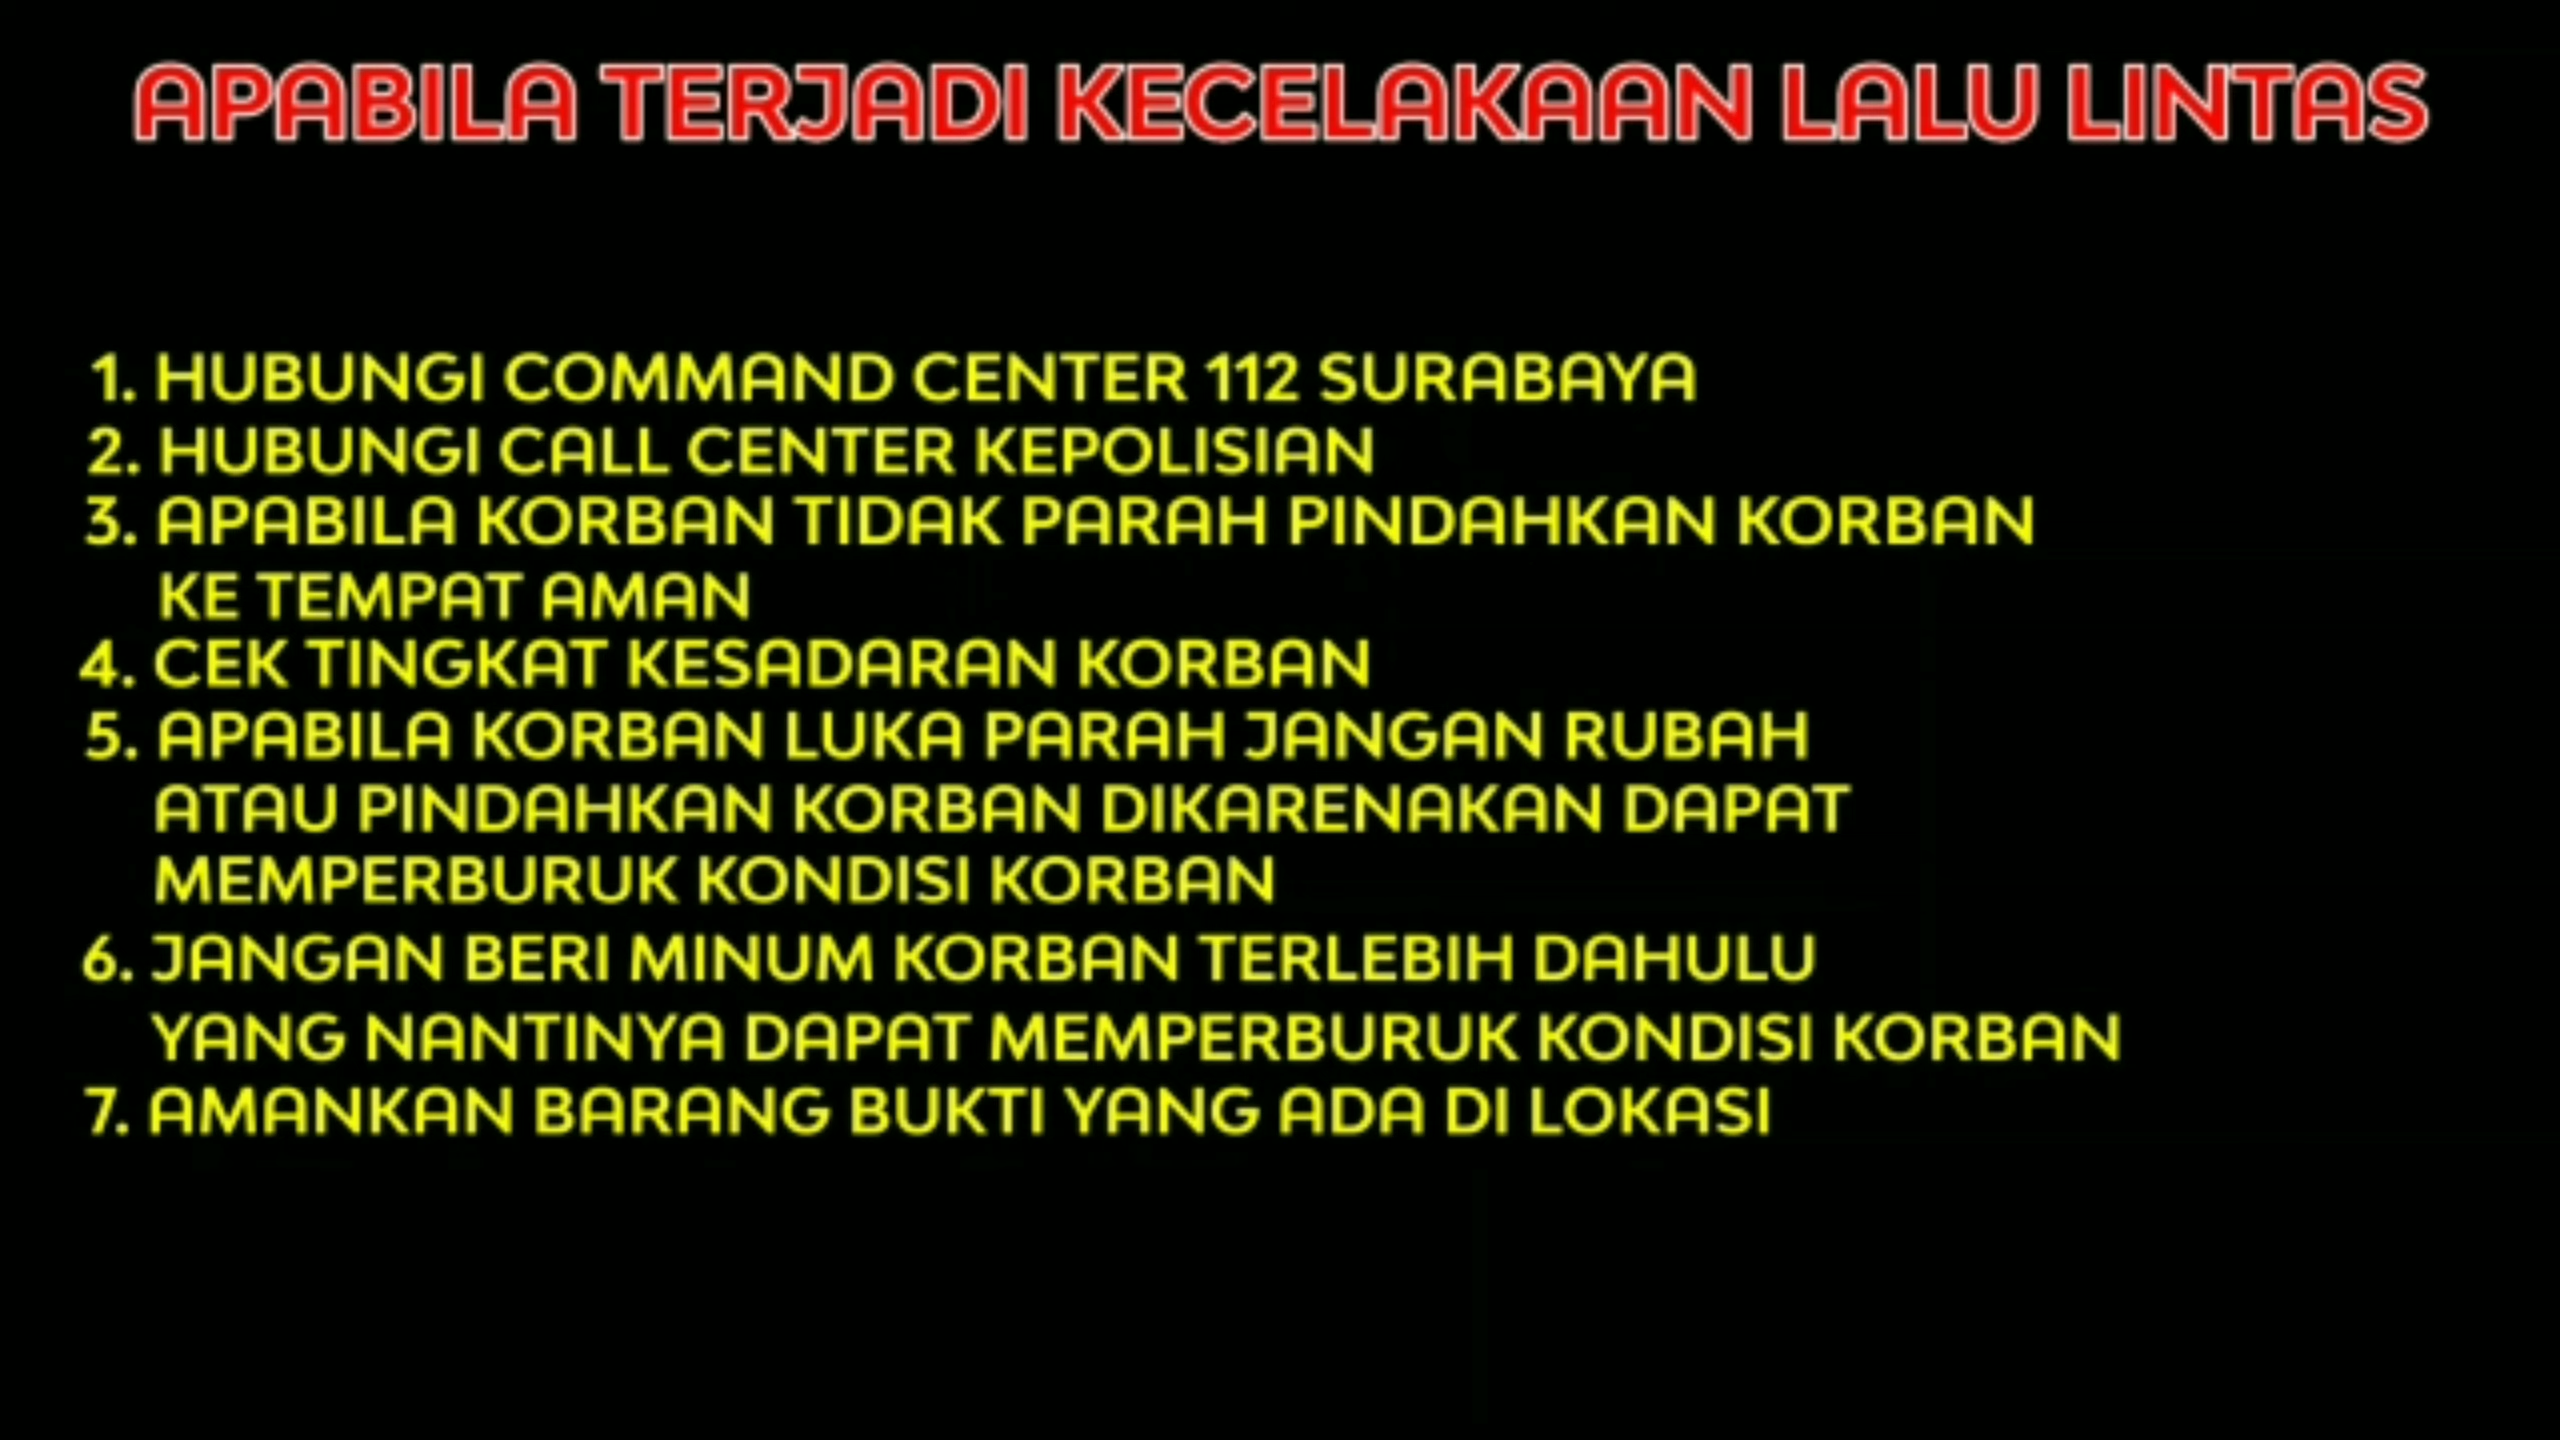 APABILA TERJADI KECELAKAAN LALU LINTAS
1. HUBUNGI COMMAND CENTER 112 SURABAYA
2. HUBUNGI CALL CENTER KEPOLISIAN
3. APABILA KORBAN TIDAK PARAH PINDAHKAN KORBAN
KE TEMPAT AMAN
4. CEK TINGKAT KESADARAN KORBAN
5. APABILA KORBAN LUKA PARAH JANGAN RUBAH
ATAU PINDAHKAN KORBAN DIKARENAKAN DAPAT
MEMPERBURUK KONDISI KORBAN
6. JANGAN BERI MINUM KORBAN TERLEBIH DAHULU
YANG NANTINYA DAPAT MEMPERBURUK KONDISI KORBAN
7. AMANKAN BARANG BUKTI YANG ADA DI LOKASI